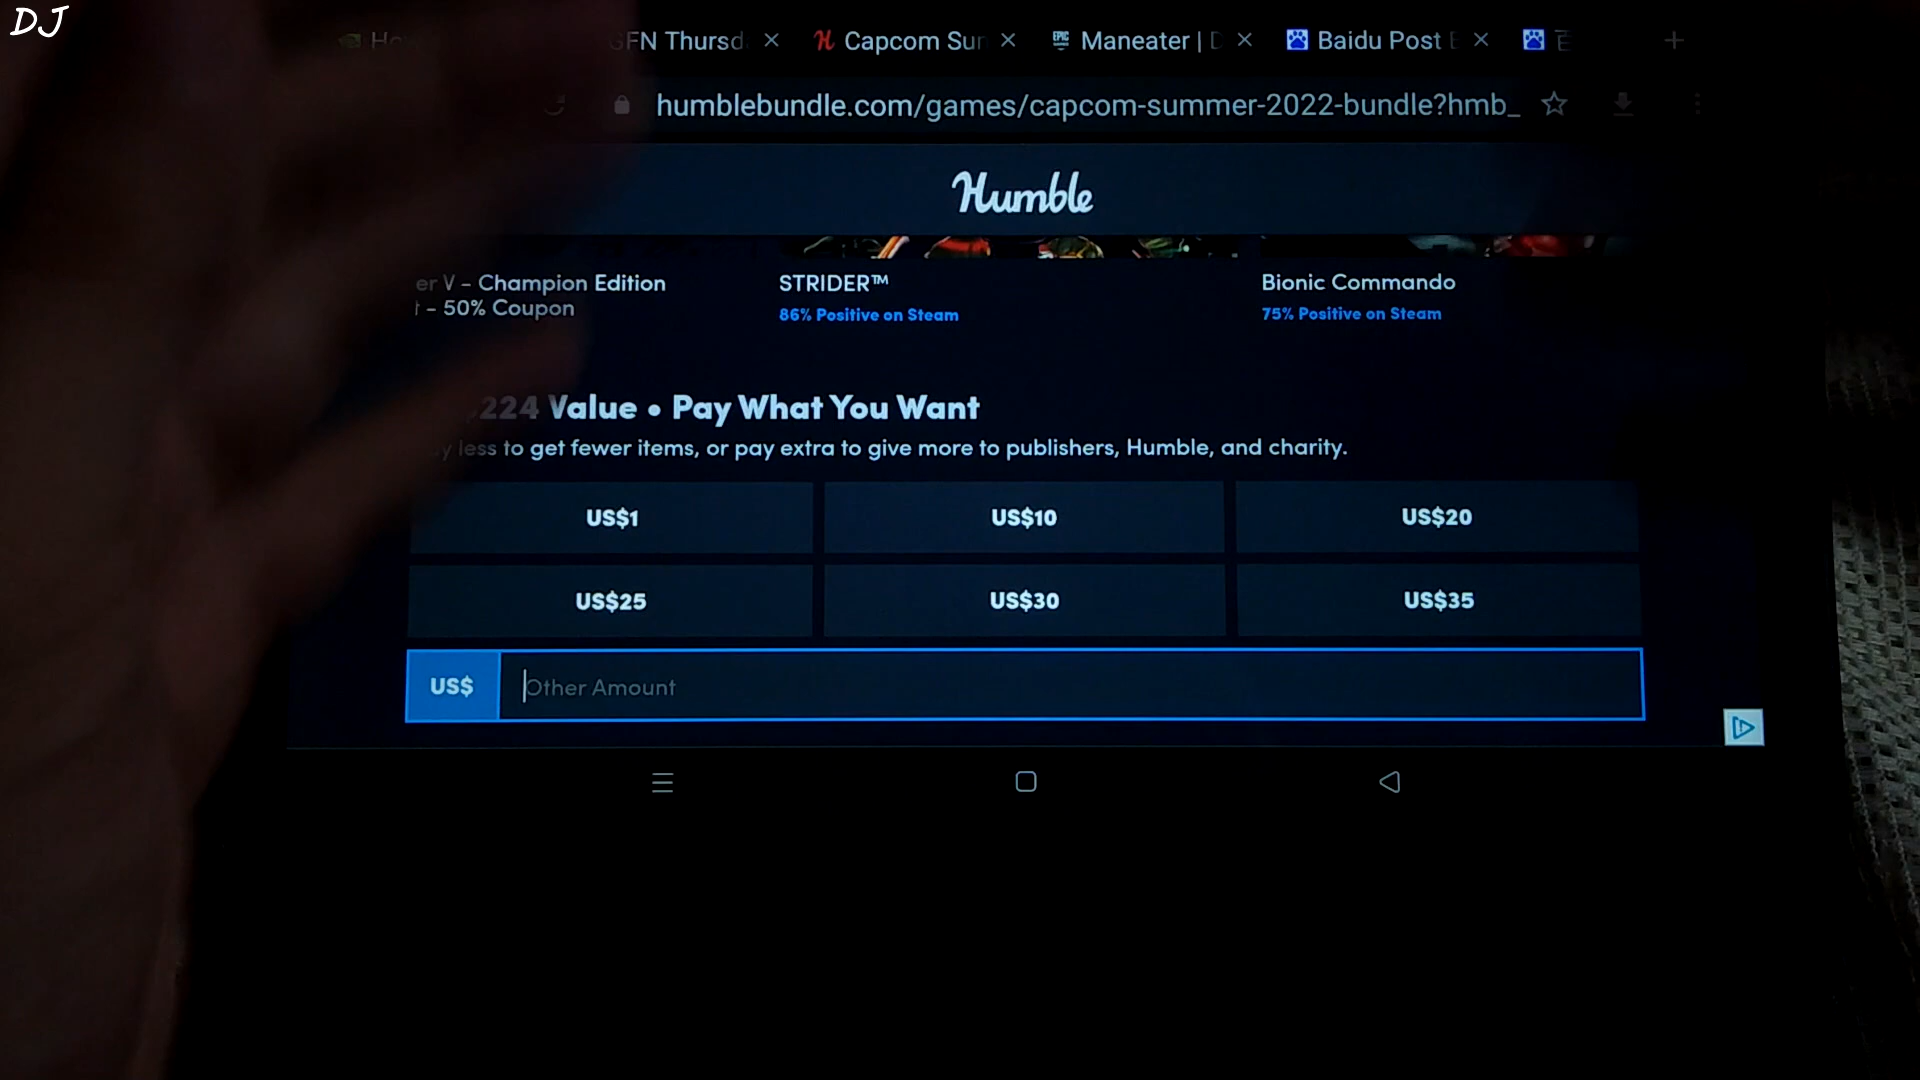 DJ
GFN Thursd
Capcom Sur
Maneater | D
Baidu Post
humblebundle.com/games/capcom-summer-2022-bundle?hmb_
Humble
er V – Champion Edition
– 50% Coupon
STRIDER™
86% Positive on Steam
Bionic Commando
75% Positive on Steam
224 Value • Pay What You Want
less to get fewer items, or pay extra to give more to publishers, Humble, and charity.
US$1
US$10
US$20
US$25
US$30
US$35
US$
Other Amount